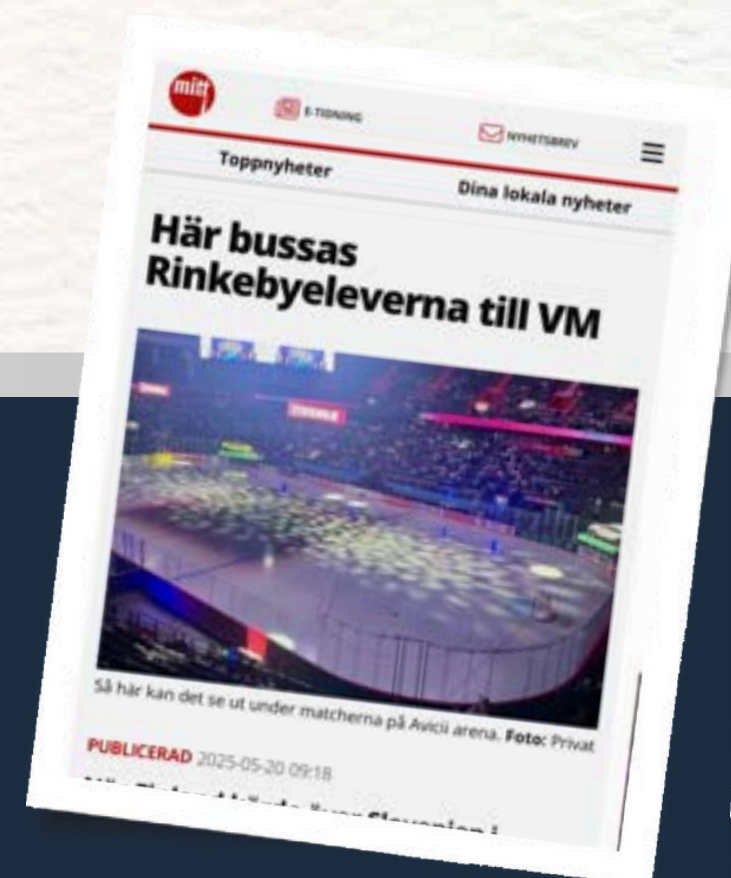 mitt
E-TIDNING
NYHETSBREV
Toppnyheter
Dina lokala nyheter
Här bussas
Rinkebyeleverna till VM
Så här kan det se ut under matcherna på Avicii arena. Foto: Privat
PUBLICERAD 2025-05-20 09:18